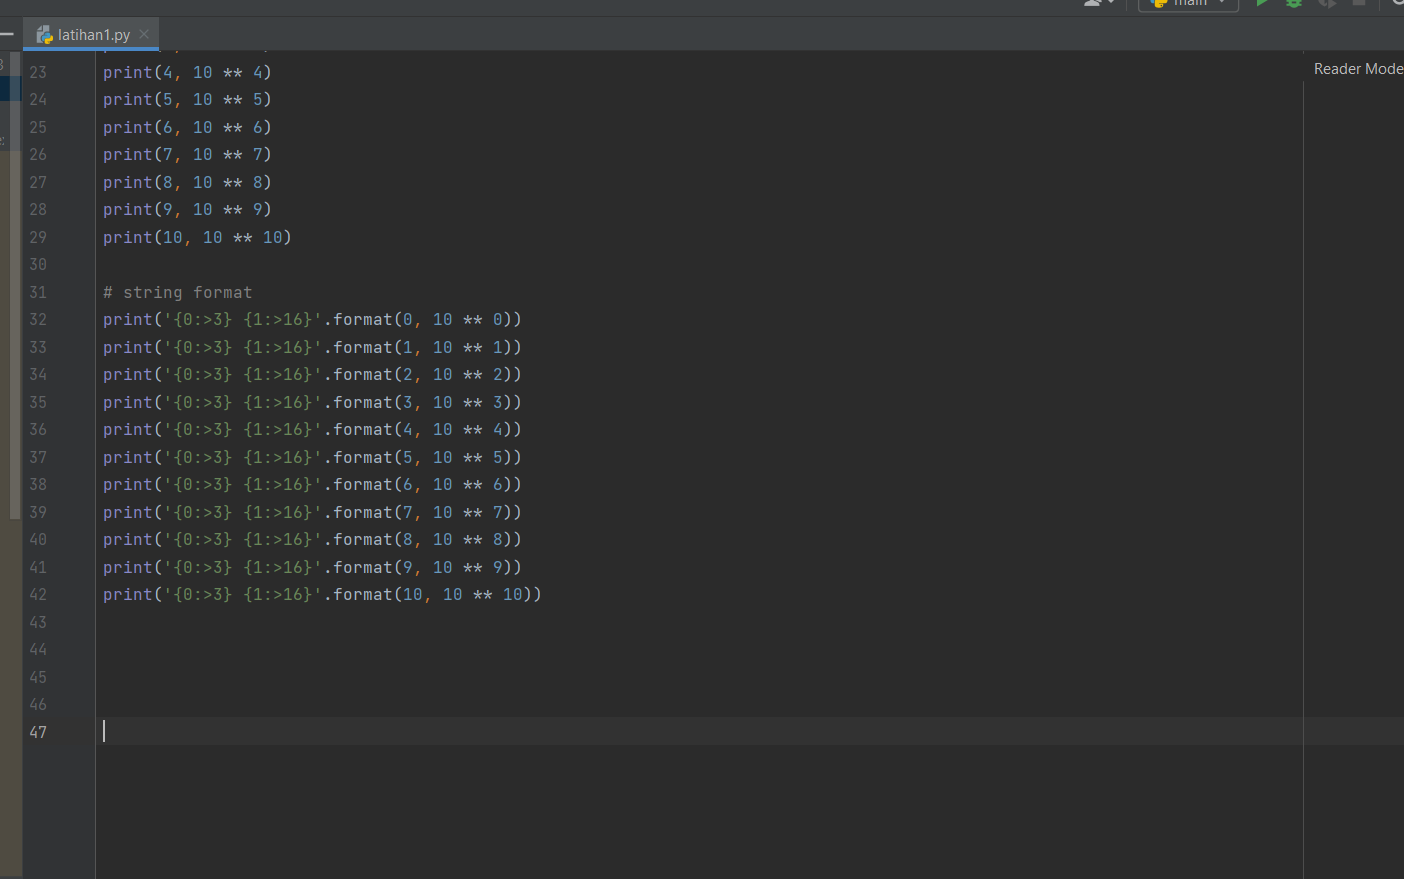 main
latihan1.py
Reader Mode
23 print(4, 10 ** 4)
24 print(5, 10 ** 5)
25 print(6, 10 ** 6)
26 print(7, 10 ** 7)
27 print(8, 10 ** 8)
28 print(9, 10 ** 9)
29 print(10, 10 ** 10)
30
31 # string format
32 print('{0:>3} {1:>16}'.format(0, 10 ** 0))
33 print('{0:>3} {1:>16}'.format(1, 10 ** 1))
34 print('{0:>3} {1:>16}'.format(2, 10 ** 2))
35 print('{0:>3} {1:>16}'.format(3, 10 ** 3))
36 print('{0:>3} {1:>16}'.format(4, 10 ** 4))
37 print('{0:>3} {1:>16}'.format(5, 10 ** 5))
38 print('{0:>3} {1:>16}'.format(6, 10 ** 6))
39 print('{0:>3} {1:>16}'.format(7, 10 ** 7))
40 print('{0:>3} {1:>16}'.format(8, 10 ** 8))
41 print('{0:>3} {1:>16}'.format(9, 10 ** 9))
42 print('{0:>3} {1:>16}'.format(10, 10 ** 10))
43
44
45
46
47